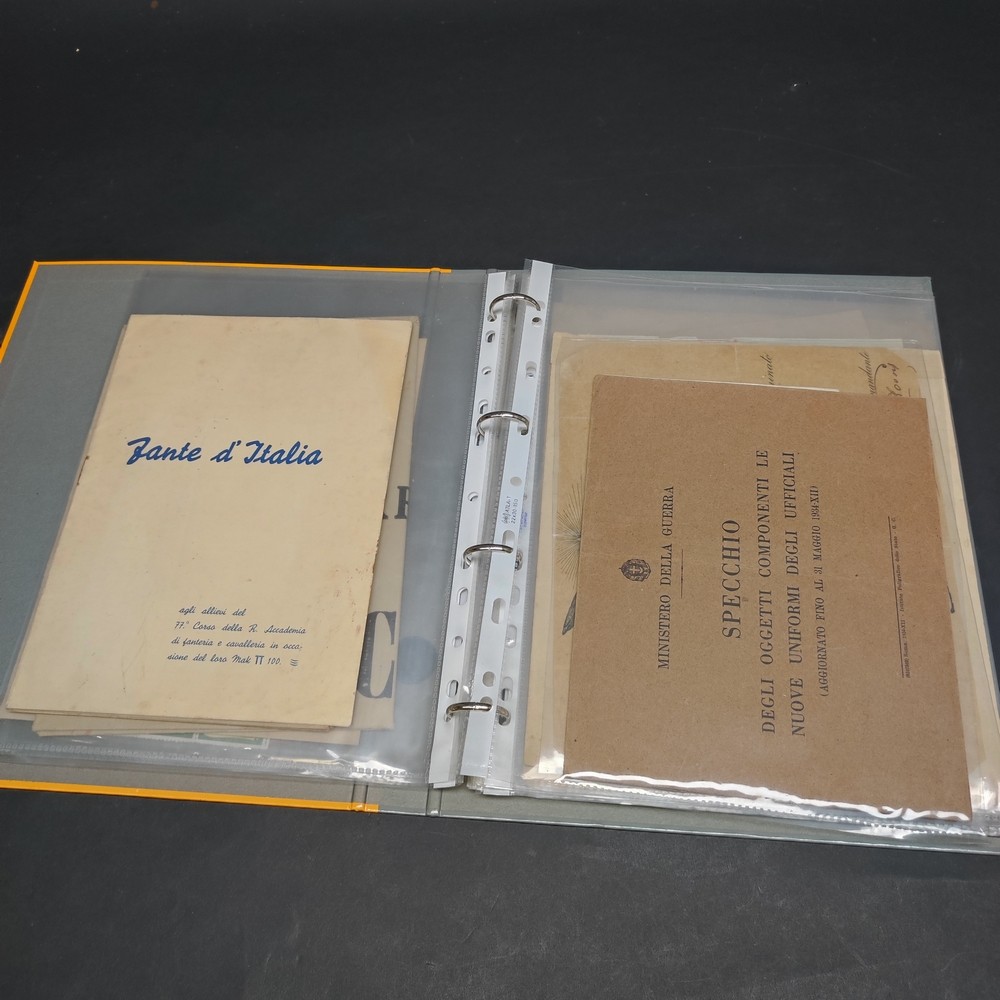 Fante d'Italia
agli allievi del
77.° Corso della R. Accademia
di fanteria e cavalleria in occa-
sione del loro Mak π 100
MINISTERO DELLA GUERRA
SPECCHIO
DEGLI OGGETTI COMPONENTI LE
NUOVE UNIFORMI DEGLI UFFICIALI
(AGGIORNATO FINO AL 31 MAGGIO 1934-XII)